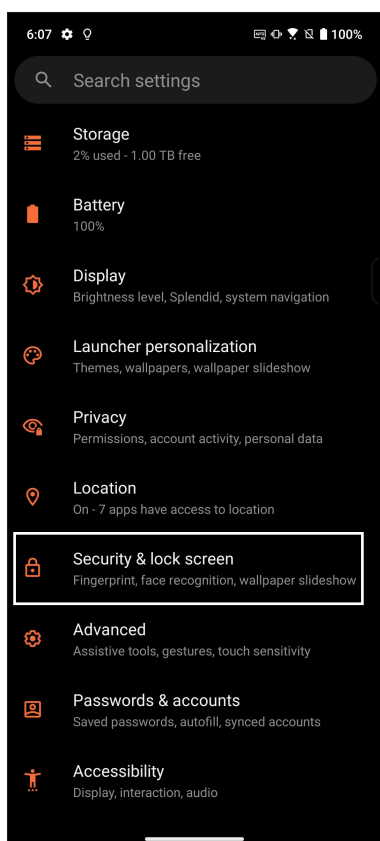 6:07 100%
Search settings
Storage
2% used - 1.00 TB free
Battery
100%
Display
Brightness level, Splendid, system navigation
Launcher personalization
Themes, wallpapers, wallpaper slideshow
Privacy
Permissions, account activity, personal data
Location
On - 7 apps have access to location
Security & lock screen
Fingerprint, face recognition, wallpaper slideshow
Advanced
Assistive tools, gestures, touch sensitivity
Passwords & accounts
Saved passwords, autofill, synced accounts
Accessibility
Display, interaction, audio